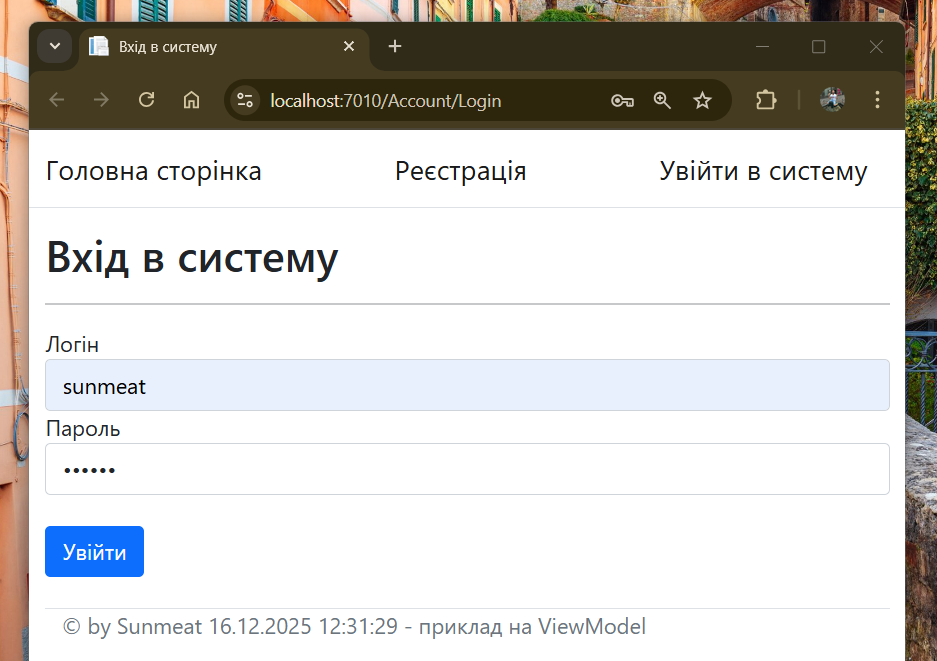 Вхід в систему
localhost:7010/Account/Login
Головна сторінка Реєстрація Увійти в систему
Вхід в систему
Логін
sunmeat
Пароль
••••••
Увійти
© by Sunmeat 16.12.2025 12:31:29 - приклад на ViewModel